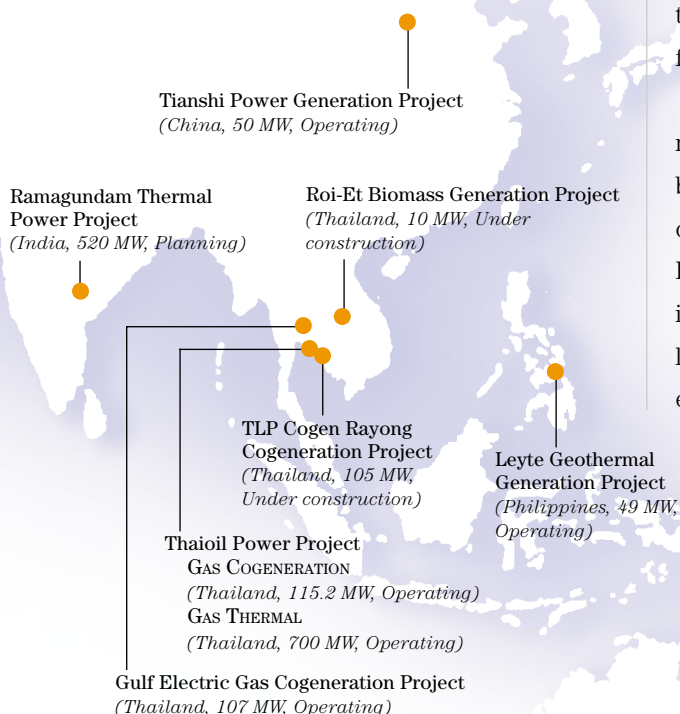 Tianshi Power Generation Project
(China, 50 MW, Operating)
Ramagundam Thermal
Power Project
(India, 520 MW, Planning)
Roi-Et Biomass Generation Project
(Thailand, 10 MW, Under
construction)
TLP Cogen Rayong
Cogeneration Project
(Thailand, 105 MW,
Under construction)
Leyte Geothermal
Generation Project
(Philippines, 49 MW,
Operating)
Thaioil Power Project
GAS COGENERATION
(Thailand, 115.2 MW, Operating)
GAS THERMAL
(Thailand, 700 MW, Operating)
Gulf Electric Gas Cogeneration Project
(Thailand, 107 MW, Operating)